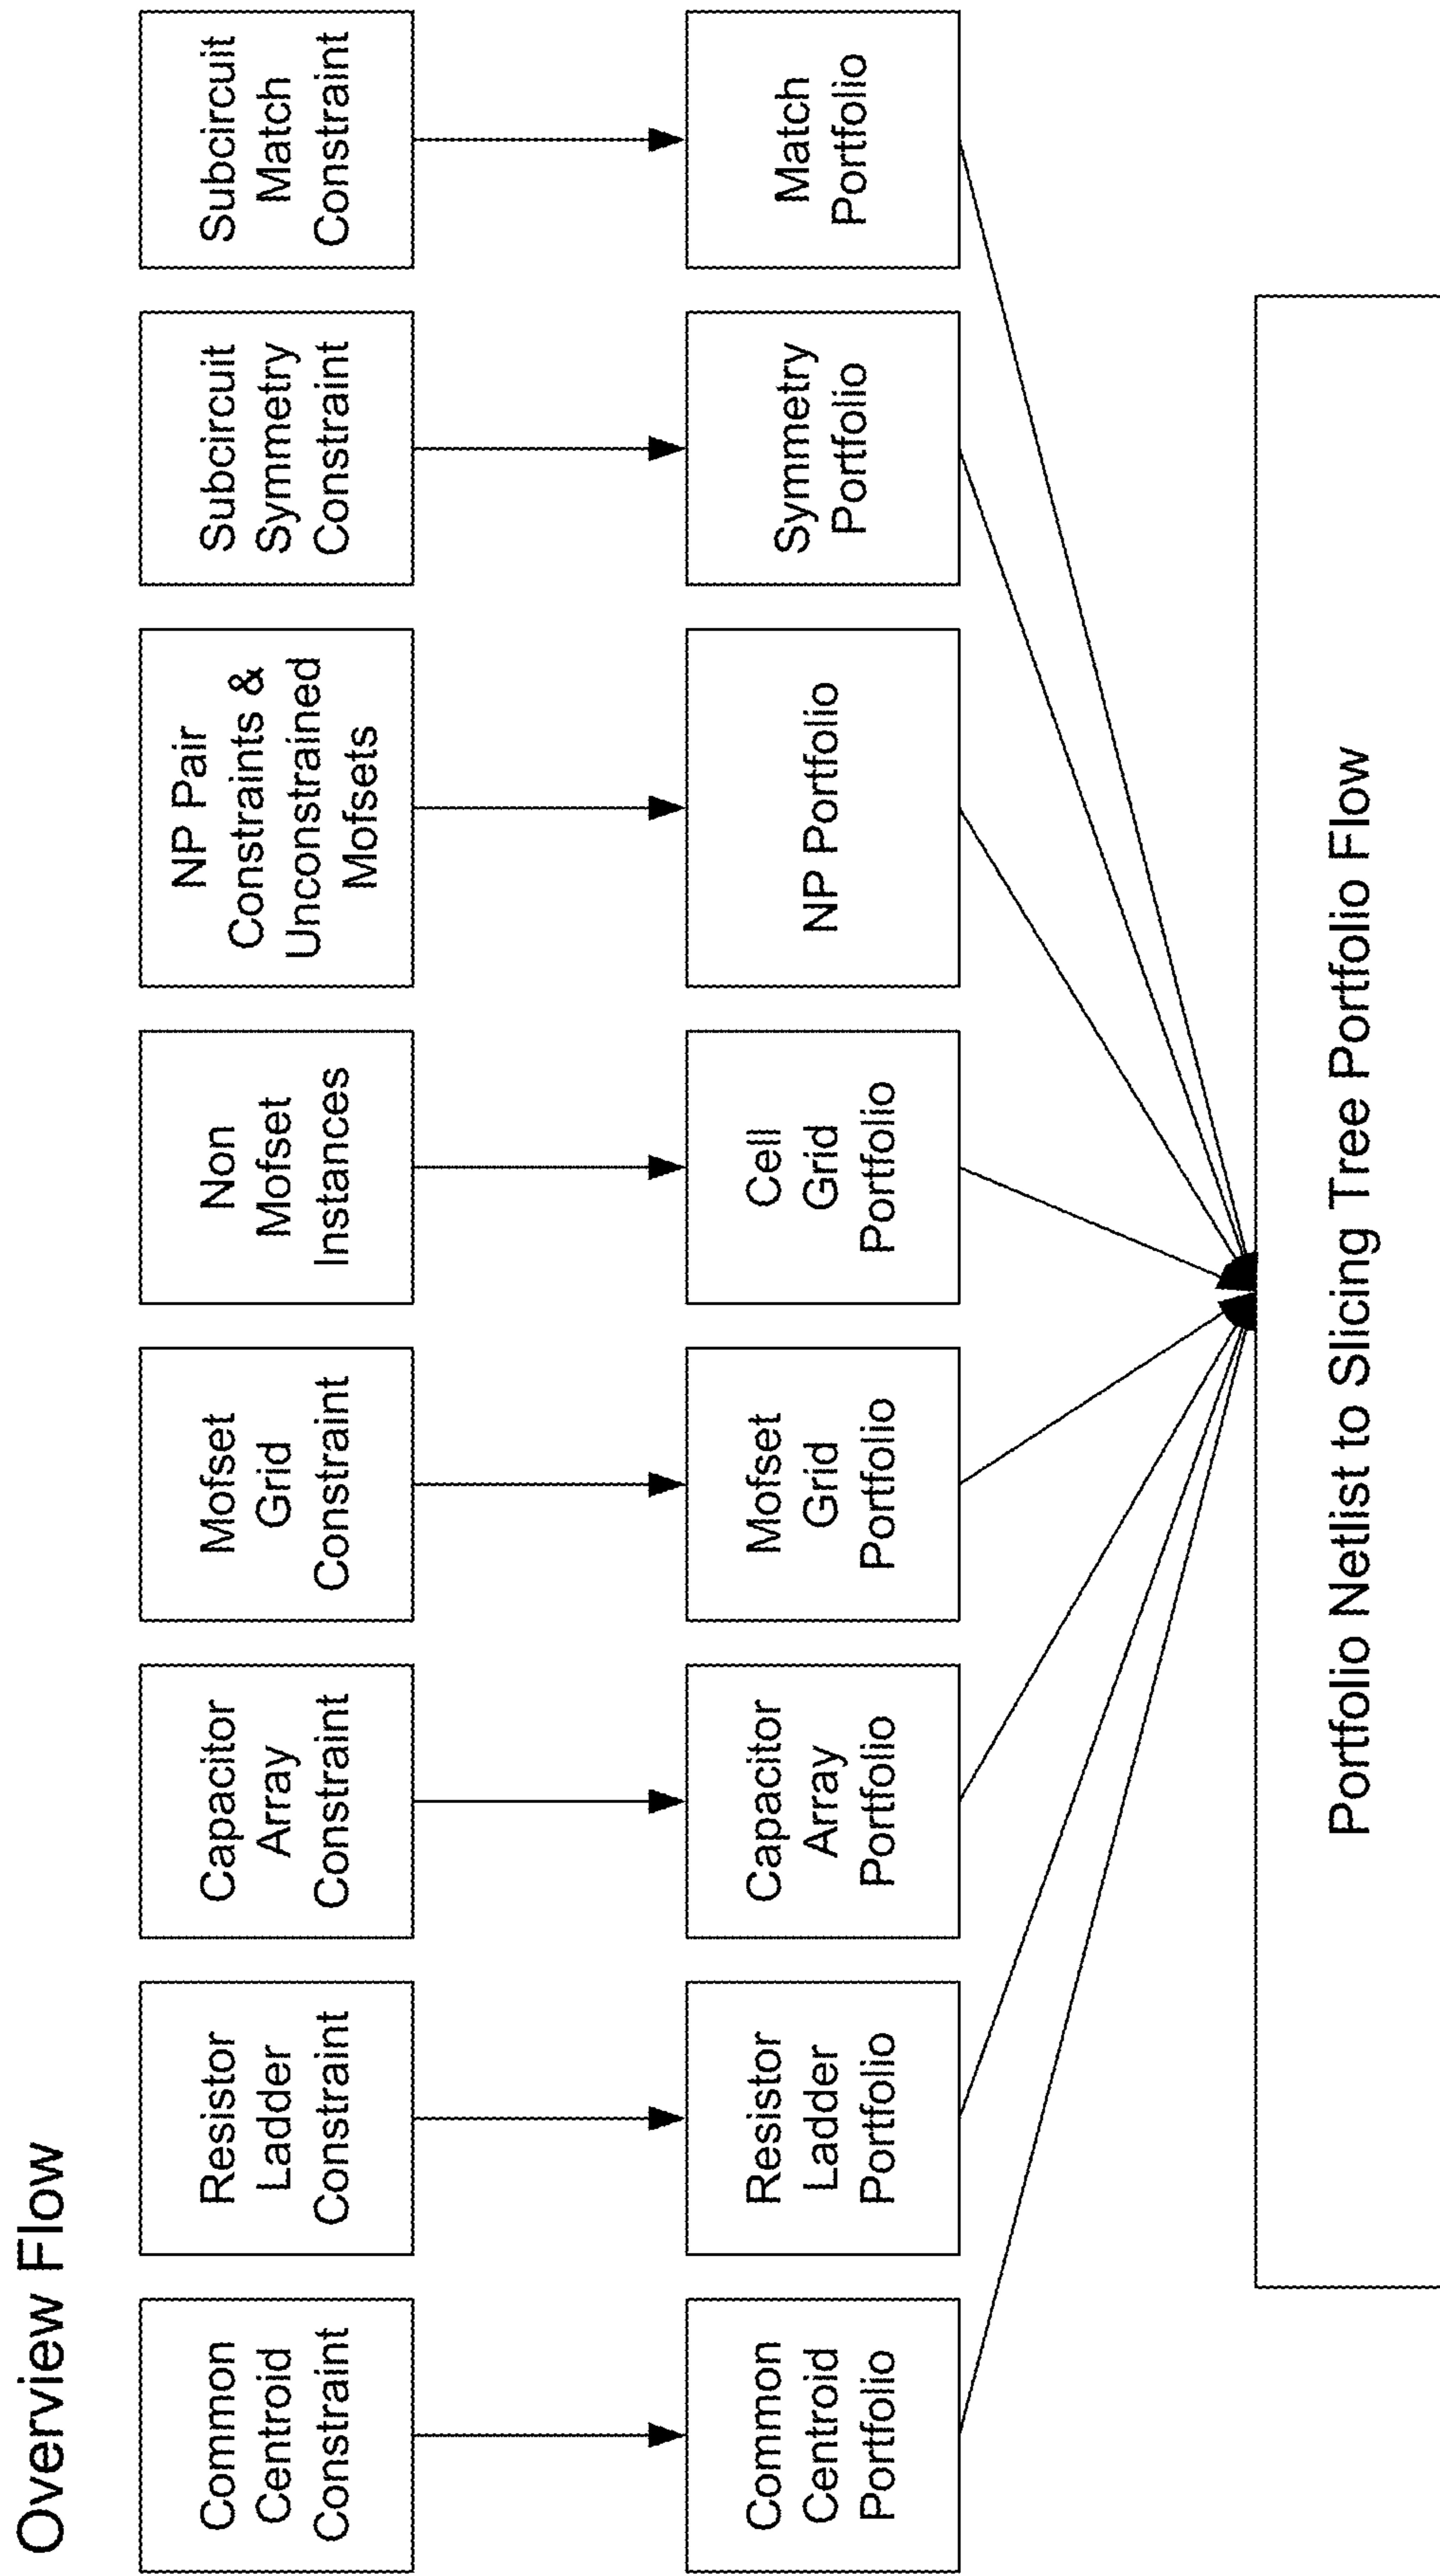 Overview Flow
Common
Centroid
Constraint
Resistor
Ladder
Constraint
Capacitor
Array
Constraint
Mofset
Grid
Constraint
Non
Mofset
Instances
NP Pair
Constraints &
Unconstrained
Mofsets
Subcircuit
Symmetry
Constraint
Subcircuit
Match
Constraint
Common
Centroid
Portfolio
Resistor
Ladder
Portfolio
Capacitor
Array
Portfolio
Mofset
Grid
Portfolio
Cell
Grid
Portfolio
NP Portfolio
Symmetry
Portfolio
Match
Portfolio
Portfolio Netlist to Slicing Tree Portfolio Flow